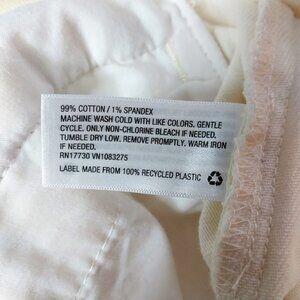 99% COTTON / 1% SPANDEX
MACHINE WASH COLD WITH LIKE COLORS. GENTLE
CYCLE. ONLY NON-CHLORINE BLEACH IF NEEDED.
TUMBLE DRY LOW. REMOVE PROMPTLY. WARM IRON
IF NEEDED.
RN17730 VN1083275
LABEL MADE FROM 100% RECYCLED PLASTIC